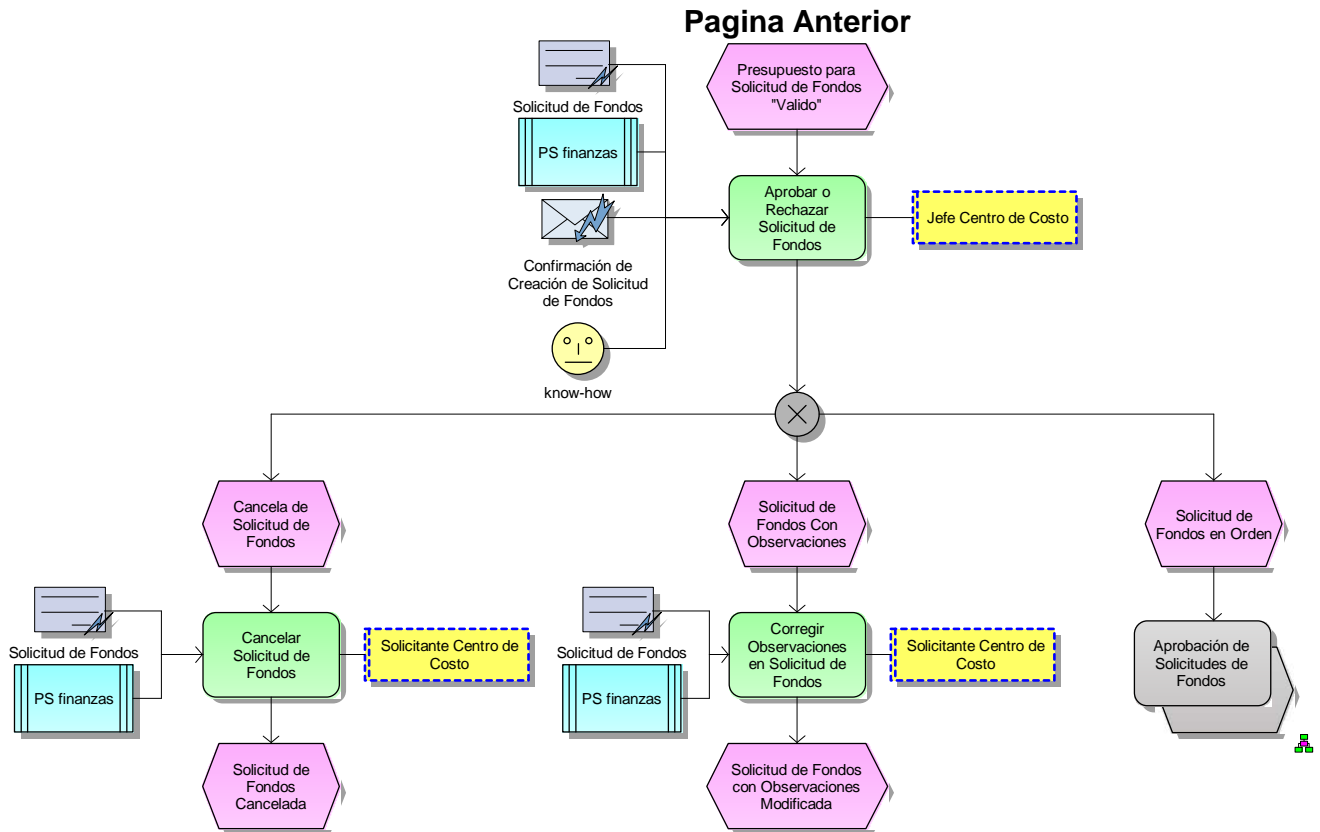 Pagina Anterior
Presupuesto para
Solicitud de Fondos
"Valido"
Solicitud de Fondos
PS finanzas
Confirmación de
Creación de Solicitud
de Fondos
know-how
Aprobar o
Rechazar
Solicitud de
Fondos
Jefe Centro de Costo
Cancela de
Solicitud de
Fondos
Solicitud de
Fondos Con
Observaciones
Solicitud de
Fondos en Orden
Solicitud de Fondos
PS finanzas
Cancelar
Solicitud de
Fondos
Solicitante Centro de
Costo
Solicitud de Fondos
PS finanzas
Corregir
Observaciones
en Solicitud de
Fondos
Solicitante Centro de
Costo
Aprobación de
Solicitudes de
Fondos
Solicitud de
Fondos
Cancelada
Solicitud de Fondos
con Observaciones
Modificada